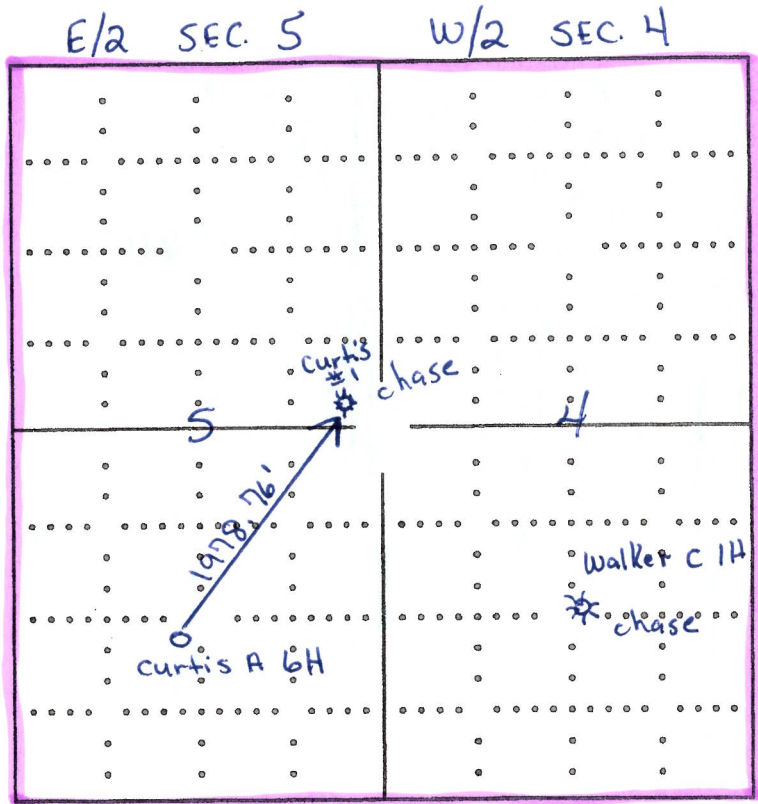 E/2 SEC. 5
W/2 SEC. 4
Curtis
#1
chase
5
4
1978.76'
Walker C 1H
chase
Curtis A 6H